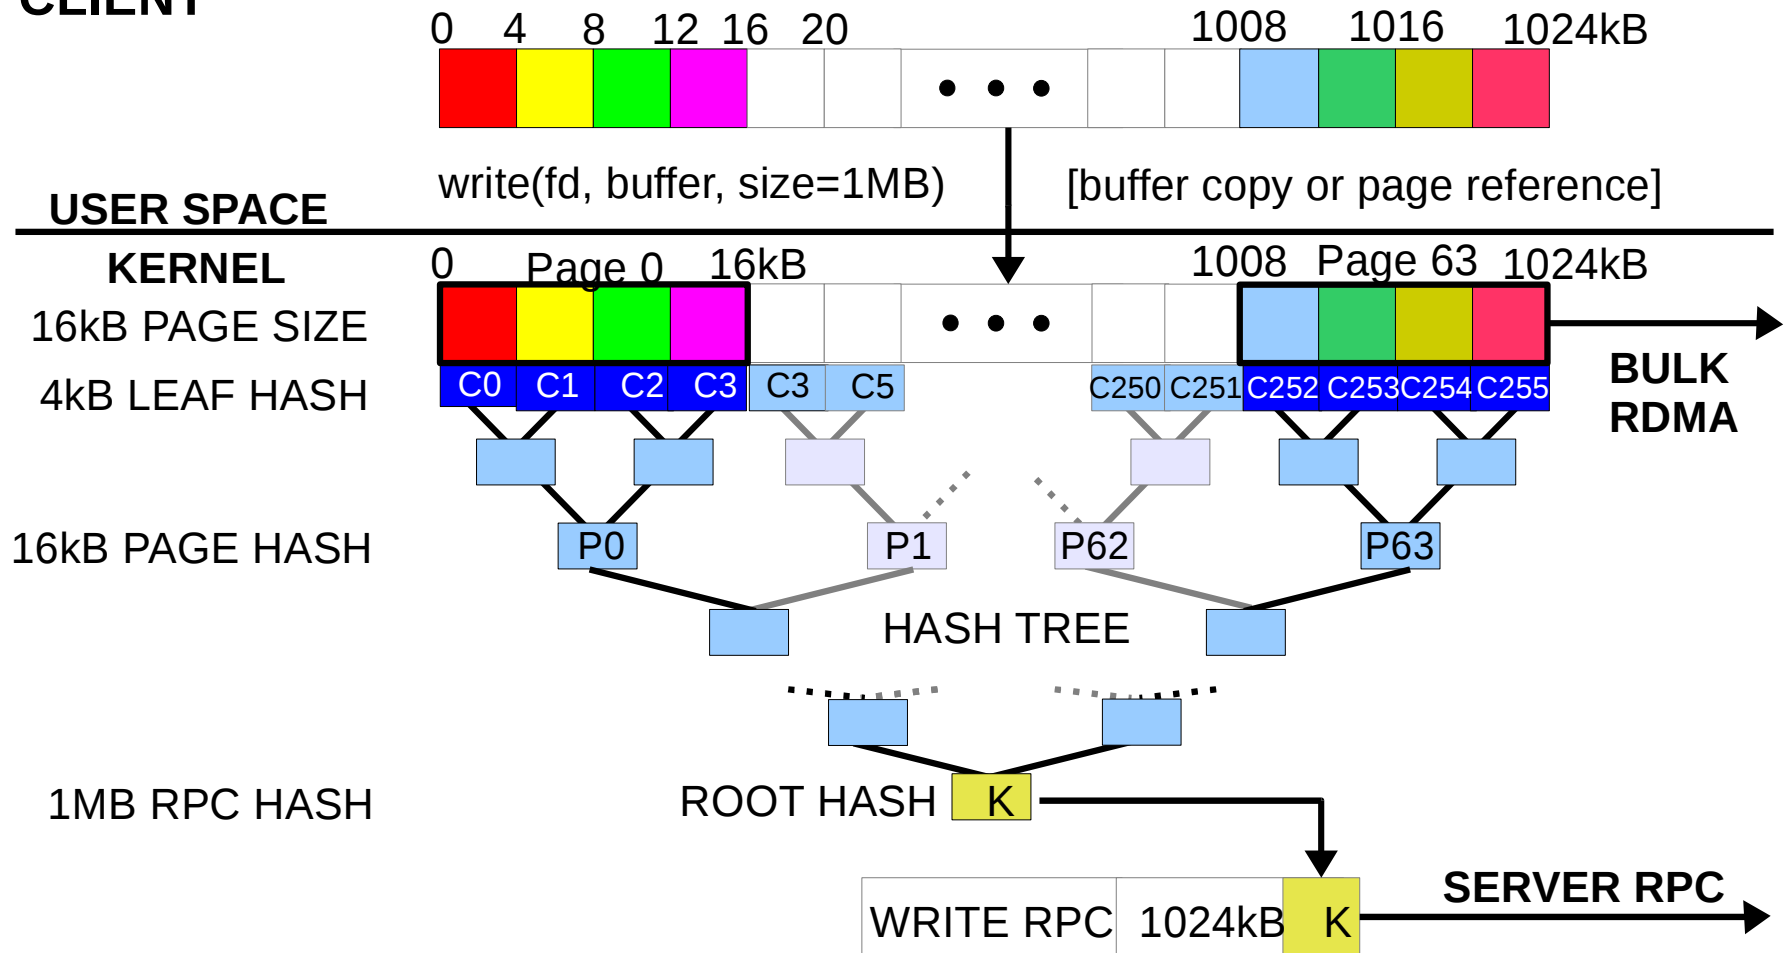 CLIENT
0 4 8 12 16 20 1008 1016 1024kB
write(fd, buffer, size=1MB) [buffer copy or page reference]
USER SPACE
KERNEL
0 Page 0 16kB 1008 Page 63 1024kB
16kB PAGE SIZE
4kB LEAF HASH
C0 C1 C2 C3 C3 C5 C250 C251 C252 C253 C254 C255
BULK
RDMA
16kB PAGE HASH
P0 P1 P62 P63
HASH TREE
1MB RPC HASH
ROOT HASH K
WRITE RPC 1024kB K
SERVER RPC